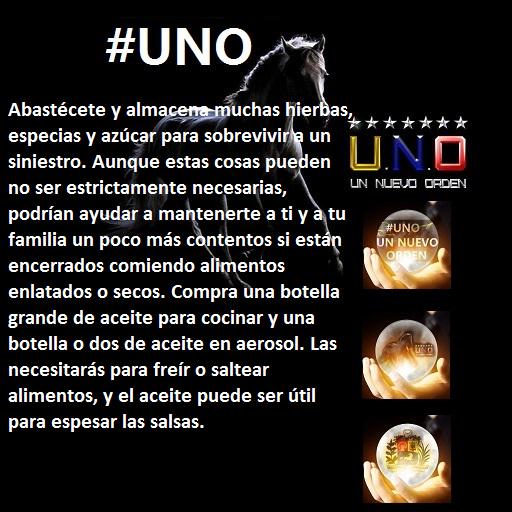 #UNO
Abastécete y almacena muchas hierbas,
especias y azúcar para sobrevivir a un
siniestro. Aunque estas cosas pueden
no ser estrictamente necesarias,
podrían ayudar a mantenerte a ti y a tu
familia un poco más contentos si están
encerrados comiendo alimentos
enlatados o secos. Compra una botella
grande de aceite para cocinar y una
botella o dos de aceite en aerosol. Las
necesitarás para freír o saltear
alimentos, y el aceite puede ser útil
para espesar las salsas.
U.N.O
UN NUEVO ORDEN
#UNO
UN NUEVO
ORDEN
UNO